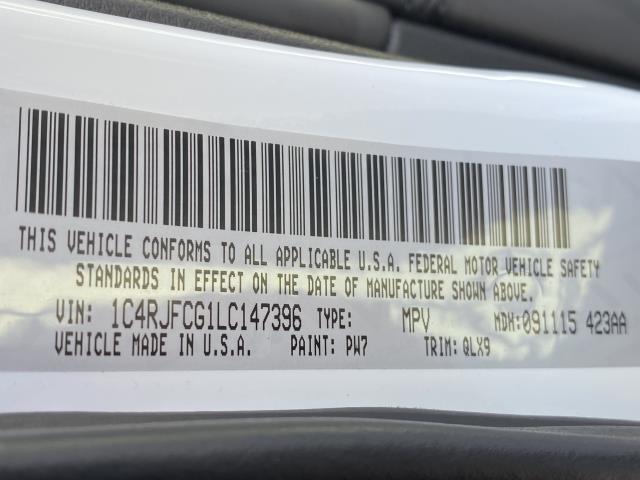 THIS VEHICLE CONFORMS TO ALL APPLICABLE U.S.A. FEDERAL MOTOR VEHICLE SAFETY
STANDARDS IN EFFECT ON THE DATE OF MANUFACTURE SHOWN ABOVE.
VIN: 1C4RJFCG1LC147396 TYPE: MPV MDH:091115 423AA
VEHICLE MADE IN U.S.A. PAINT: PW7 TRIM: QLX9